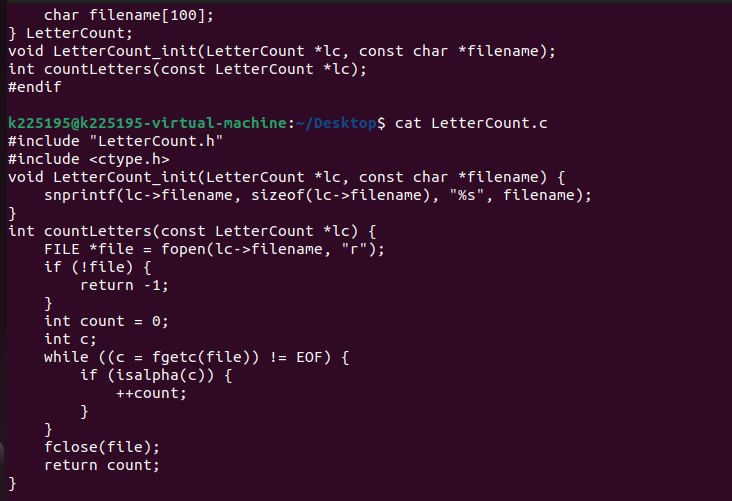 char filename[100];
} LetterCount;
void LetterCount_init(LetterCount *lc, const char *filename);
int countLetters(const LetterCount *lc);
#endif

k225195@k225195-virtual-machine:~/Desktop$ cat LetterCount.c
#include "LetterCount.h"
#include <ctype.h>
void LetterCount_init(LetterCount *lc, const char *filename) {
    snprintf(lc->filename, sizeof(lc->filename), "%s", filename);
}
int countLetters(const LetterCount *lc) {
    FILE *file = fopen(lc->filename, "r");
    if (!file) {
        return -1;
    }
    int count = 0;
    int c;
    while ((c = fgetc(file)) != EOF) {
        if (isalpha(c)) {
            ++count;
        }
    }
    fclose(file);
    return count;
}